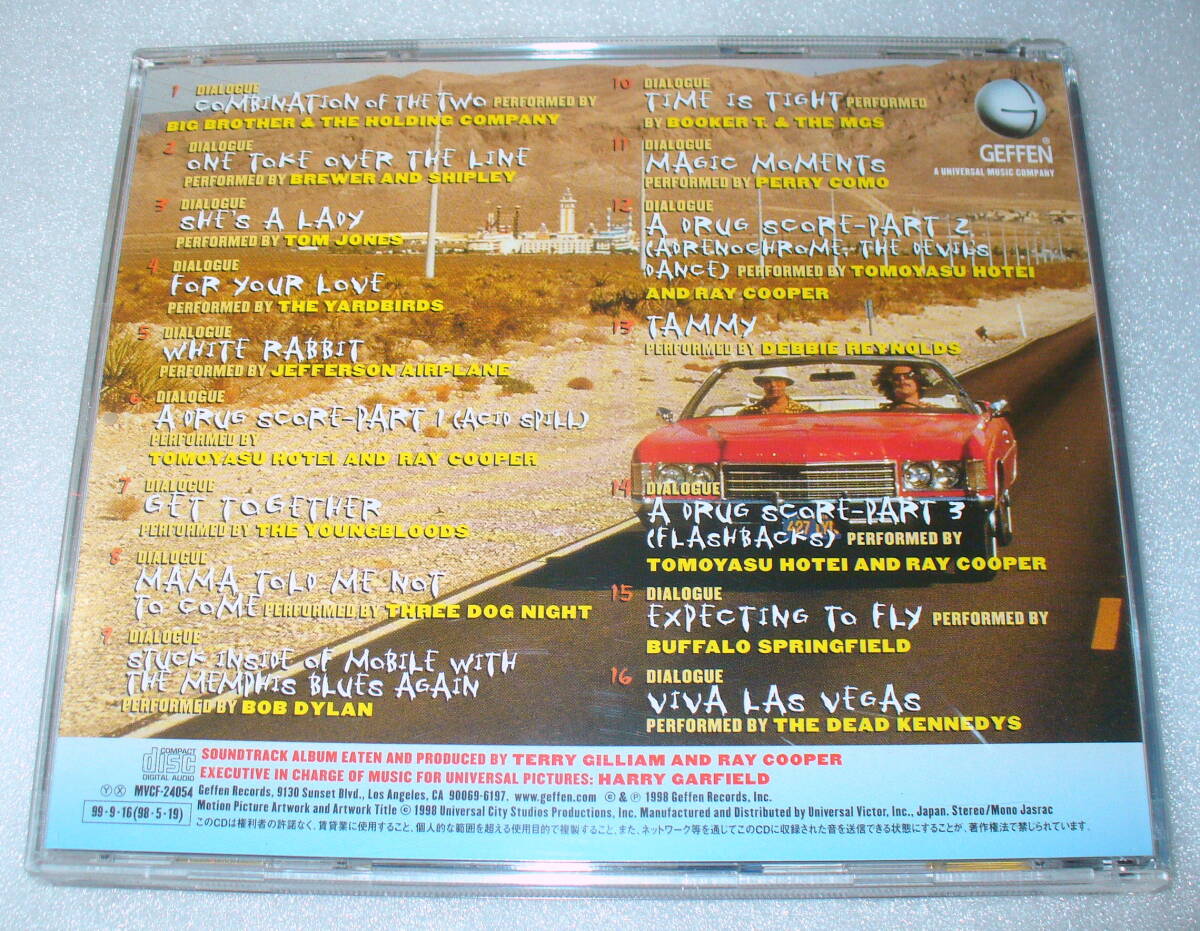 1 DIALOGUE
COMBINATION OF THE TWO PERFORMED BY
BIG BROTHER & THE HOLDING COMPANY
2 DIALOGUE
ONE TOKE OVER THE LINE
PERFORMED BY BREWER AND SHIPLEY
3 DIALOGUE
SHE'S A LADY
PERFORMED BY TOM JONES
4 DIALOGUE
FOR YOUR LOVE
PERFORMED BY THE YARDBIRDS
5 DIALOGUE
WHITE RABBIT
PERFORMED BY JEFFERSON AIRPLANE
6 DIALOGUE
A DRUG SCORE-PART 1 (ACID SPILL)
PERFORMED BY
TOMOYASU HOTEI AND RAY COOPER
7 DIALOGUE
GET TOGETHER
PERFORMED BY THE YOUNGBLOODS
8 DIALOGUE
MAMA TOLD ME NOT
TO COME PERFORMED BY THREE DOG NIGHT
9 DIALOGUE
STUCK INSIDE OF MOBILE WITH
THE MEMPHIS BLUES AGAIN
PERFORMED BY BOB DYLAN
10 DIALOGUE
TIME IS TIGHT PERFORMED
BY BOOKER T. & THE MGS
11 DIALOGUE
MAGIC MOMENTS
PERFORMED BY PERRY COMO
12 DIALOGUE
A DRUG SCORE-PART 2
(ADRENOCHROME, THE DEVIL'S
DANCE) PERFORMED BY TOMOYASU HOTEI
AND RAY COOPER
13 TAMMY
PERFORMED BY DEBBIE REYNOLDS
14 DIALOGUE
A DRUG SCORE-PART 3
(FLASHBACKS) PERFORMED BY
TOMOYASU HOTEI AND RAY COOPER
15 DIALOGUE
EXPECTING TO FLY PERFORMED BY
BUFFALO SPRINGFIELD
16 DIALOGUE
VIVA LAS VEGAS
PERFORMED BY THE DEAD KENNEDYS
G
GEFFEN®
A UNIVERSAL MUSIC COMPANY
COMPACT
disc
DIGITAL AUDIO
SOUNDTRACK ALBUM EATEN AND PRODUCED BY TERRY GILLIAM AND RAY COOPER
EXECUTIVE IN CHARGE OF MUSIC FOR UNIVERSAL PICTURES: HARRY GARFIELD
Ⓨ Ⓧ MVCF-24054 Geffen Records, 9130 Sunset Blvd., Los Angeles, CA 90069-6197. www.geffen.com © & ℗ 1998 Geffen Records, Inc.
99·9·16(98·5·19) Motion Picture Artwork and Artwork Title © 1998 Universal City Studios Productions, Inc. Manufactured and Distributed by Universal Victor, Inc., Japan. Stereo/Mono Jasrac
このCDは権利者の許諾なく、賃貸業に使用すること、個人的な範囲を超える使用目的で複製すること、また、ネットワーク等を通じてこのCDに収録された音を送信できる状態にすることが、著作権法で禁じられています。